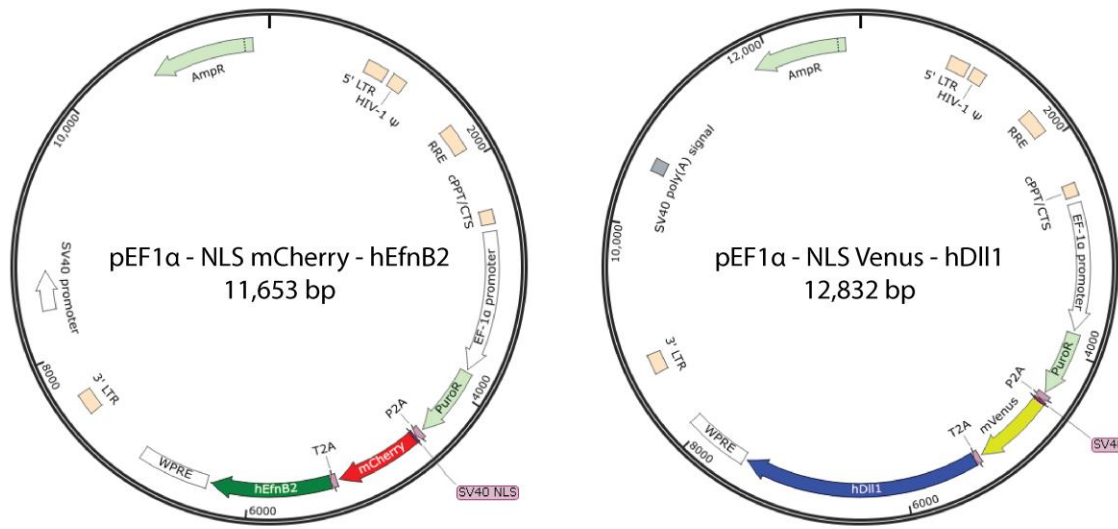 AmpR
5' LTR
HIV-1 Ψ
2000
RRE
cPPT/CTS
EF-1α promoter
4000
PuroR
P2A
SV40 NLS
mCherry
T2A
hEfnB2
6000
WPRE
3' LTR
8000
SV40 promoter
10,000
pEF1α - NLS mCherry - hEfnB2
11,653 bp
12,000
AmpR
5' LTR
HIV-1 Ψ
2000
RRE
cPPT/CTS
EF-1α promoter
4000
PuroR
P2A
SV4
mVenus
T2A
hDll1
6000
WPRE
8000
3' LTR
10,000
SV40 poly(A) signal
pEF1α - NLS Venus - hDll1
12,832 bp